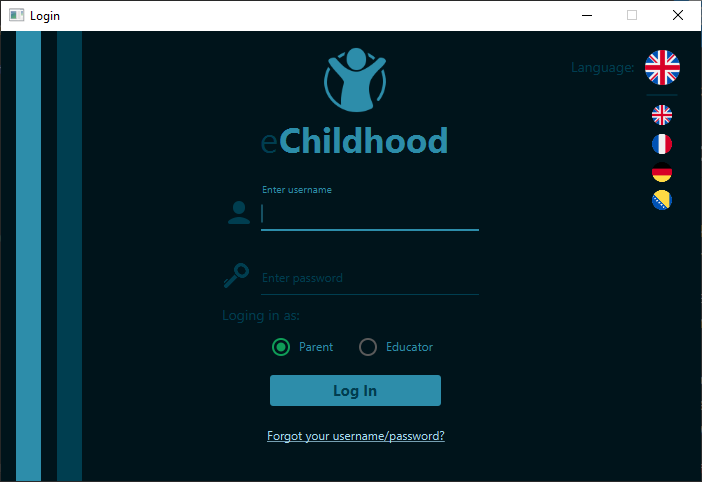 Login
Language:
eChildhood
Enter username
Enter password
Loging in as:
Parent
Educator
Log In
Forgot your username/password?